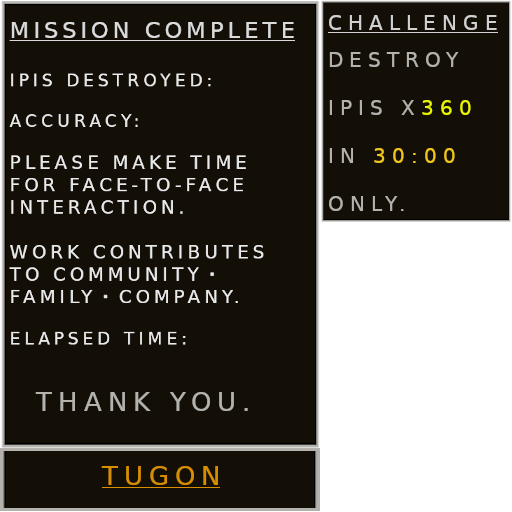 MISSION COMPLETE
IPIS DESTROYED:
ACCURACY:
PLEASE MAKE TIME
FOR FACE-TO-FACE
INTERACTION.
WORK CONTRIBUTES
TO COMMUNITY ·
FAMILY · COMPANY.
ELAPSED TIME:
THANK YOU.
TUGON
CHALLENGE
DESTROY
IPIS X360
IN 30:00
ONLY.